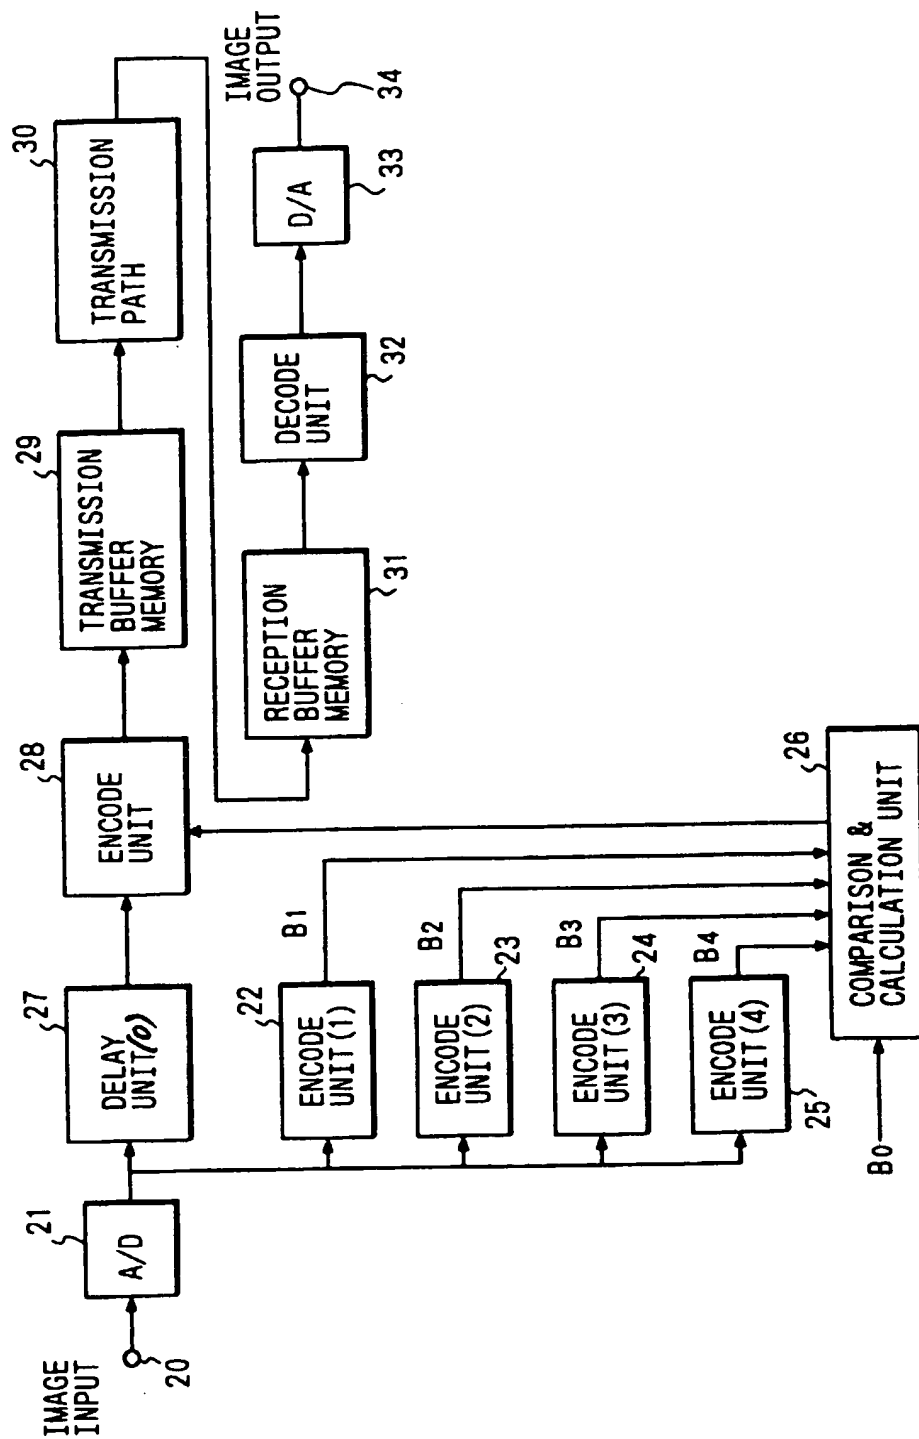 IMAGE
INPUT
20
21
A/D
27
DELAY
UNIT(0)
28
ENCODE
UNIT
29
TRANSMISSION
BUFFER
MEMORY
30
TRANSMISSION
PATH
22
ENCODE
UNIT(1)
B1
23
ENCODE
UNIT(2)
B2
24
ENCODE
UNIT(3)
B3
25
ENCODE
UNIT(4)
B4
B0
26
COMPARISON &
CALCULATION UNIT
31
RECEPTION
BUFFER
MEMORY
32
DECODE
UNIT
33
D/A
34
IMAGE
OUTPUT